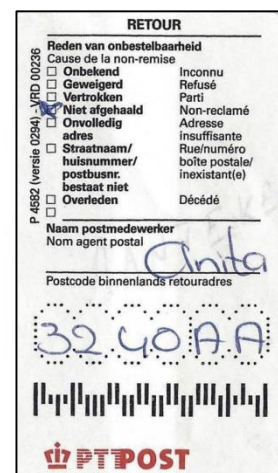 RETOUR
P 4582 (versie 0294) - VRD 00236
Reden van onbestelbaarheid
Cause de la non-remise
Onbekend Inconnu
Geweigerd Refusé
Vertrokken Parti
Niet afgehaald Non-reclamé
Onvolledig Adresse
adres insuffisante
Straatnaam/ Rue/numéro
huisnummer/ boîte postale/
postbusnr. inexistant(e)
bestaat niet
Overleden Décédé
Naam postmedewerker
Nom agent postal
Anita
Postcode binnenlands retouradres
3240AA
PTT POST